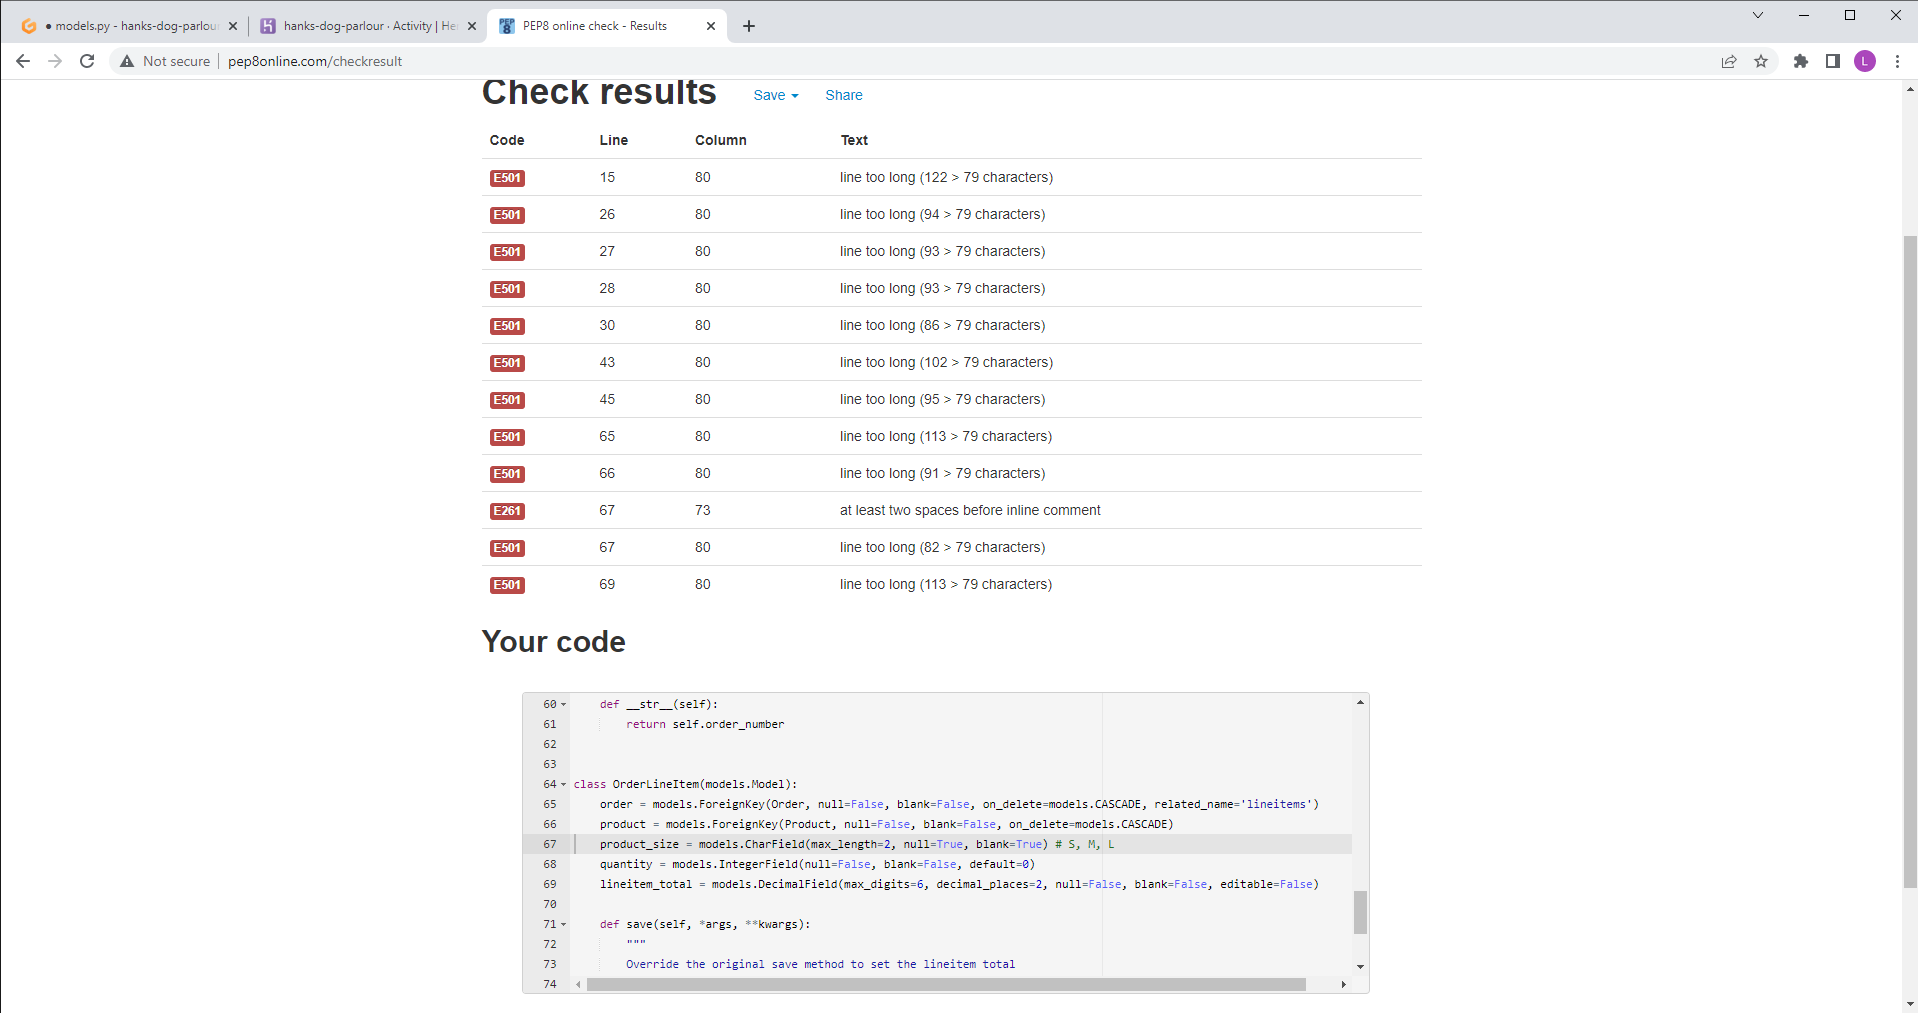 models.py - hanks-dog-parlour
hanks-dog-parlour · Activity | He
PEP8 online check - Results
Not secure
pep8online.com/checkresult
L
Check results
Save
Share
Code Line Column Text
E501 15 80 line too long (122 > 79 characters)
E501 26 80 line too long (94 > 79 characters)
E501 27 80 line too long (93 > 79 characters)
E501 28 80 line too long (93 > 79 characters)
E501 30 80 line too long (86 > 79 characters)
E501 43 80 line too long (102 > 79 characters)
E501 45 80 line too long (95 > 79 characters)
E501 65 80 line too long (113 > 79 characters)
E501 66 80 line too long (91 > 79 characters)
E261 67 73 at least two spaces before inline comment
E501 67 80 line too long (82 > 79 characters)
E501 69 80 line too long (113 > 79 characters)
Your code
60 def __str__(self):
61 return self.order_number
62
63
64 class OrderLineItem(models.Model):
65 order = models.ForeignKey(Order, null=False, blank=False, on_delete=models.CASCADE, related_name='lineitems')
66 product = models.ForeignKey(Product, null=False, blank=False, on_delete=models.CASCADE)
67 product_size = models.CharField(max_length=2, null=True, blank=True) # S, M, L
68 quantity = models.IntegerField(null=False, blank=False, default=0)
69 lineitem_total = models.DecimalField(max_digits=6, decimal_places=2, null=False, blank=False, editable=False)
70
71 def save(self, *args, **kwargs):
72 """
73 Override the original save method to set the lineitem total
74